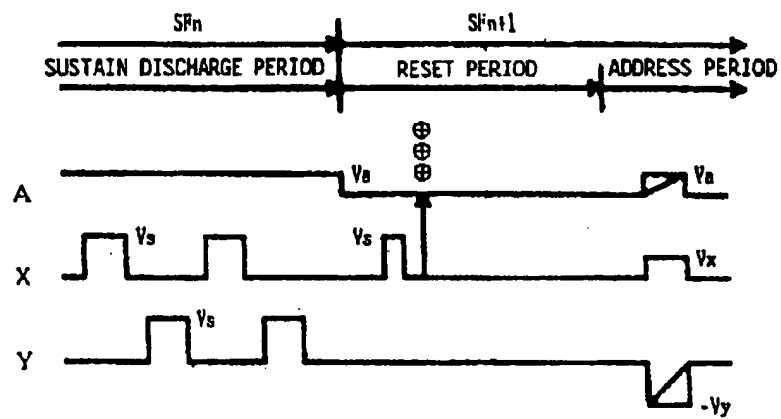 SFn SFn+1
SUSTAIN DISCHARGE PERIOD RESET PERIOD ADDRESS PERIOD
A Va Va
X Vs Vs Vx
Y Vs -Vy